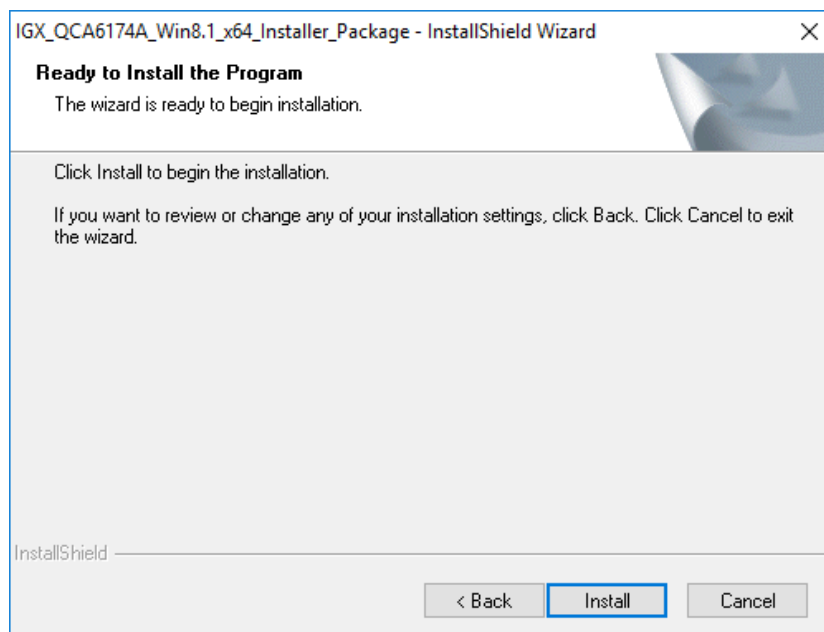 IGX_QCA6174A_Win8.1_x64_Installer_Package - InstallShield Wizard
Ready to Install the Program
The wizard is ready to begin installation.
Click Install to begin the installation.
If you want to review or change any of your installation settings, click Back. Click Cancel to exit
the wizard.
InstallShield
< Back Install Cancel